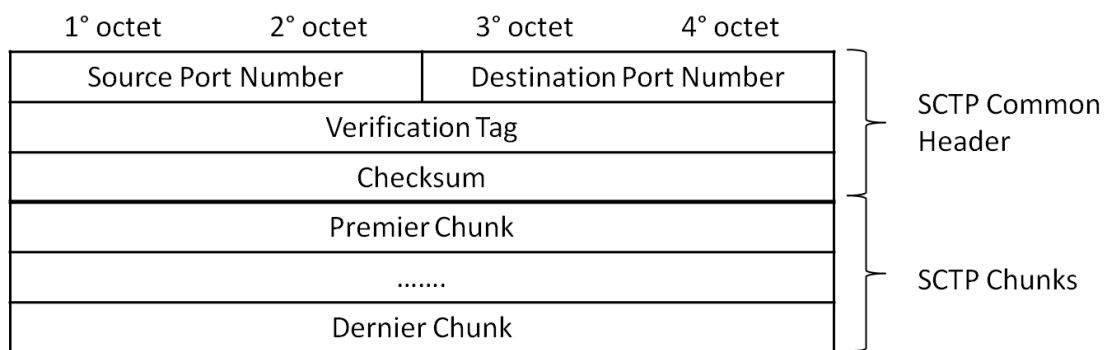 1° octet 2° octet 3° octet 4° octet
Source Port Number Destination Port Number
Verification Tag
Checksum
SCTP Common
Header
Premier Chunk
.......
Dernier Chunk
SCTP Chunks